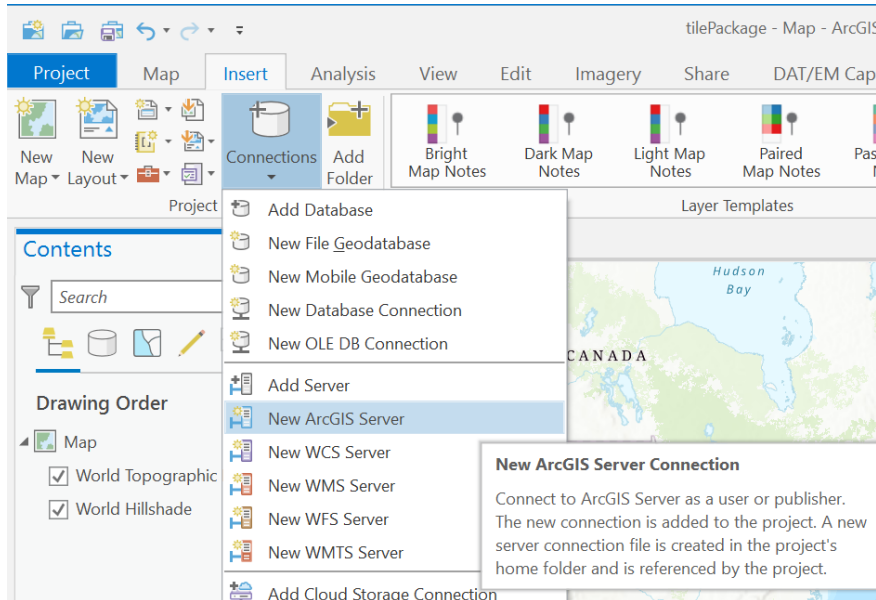 tilePackage - Map - ArcGIS
Project Map Insert Analysis View Edit Imagery Share DAT/EM Cap
New Map
New Layout
Connections
Add Folder
Bright Map Notes
Dark Map Notes
Light Map Notes
Paired Map Notes
Pas
Project
Layer Templates
Add Database
New File Geodatabase
New Mobile Geodatabase
New Database Connection
New OLE DB Connection
Add Server
New ArcGIS Server
New WCS Server
New WMS Server
New WFS Server
New WMTS Server
Add Cloud Storage Connection
New ArcGIS Server Connection
Connect to ArcGIS Server as a user or publisher.
The new connection is added to the project. A new
server connection file is created in the project's
home folder and is referenced by the project.
Contents
Search
Drawing Order
Map
World Topographic
World Hillshade
Hudson
Bay
CANADA